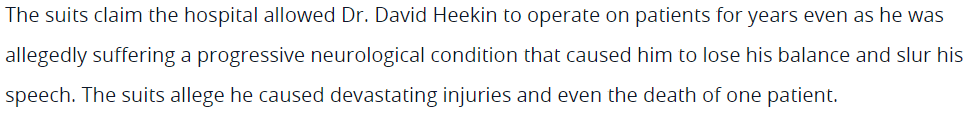 The suits claim the hospital allowed Dr. David Heekin to operate on patients for years even as he was
allegedly suffering a progressive neurological condition that caused him to lose his balance and slur his
speech. The suits allege he caused devastating injuries and even the death of one patient.